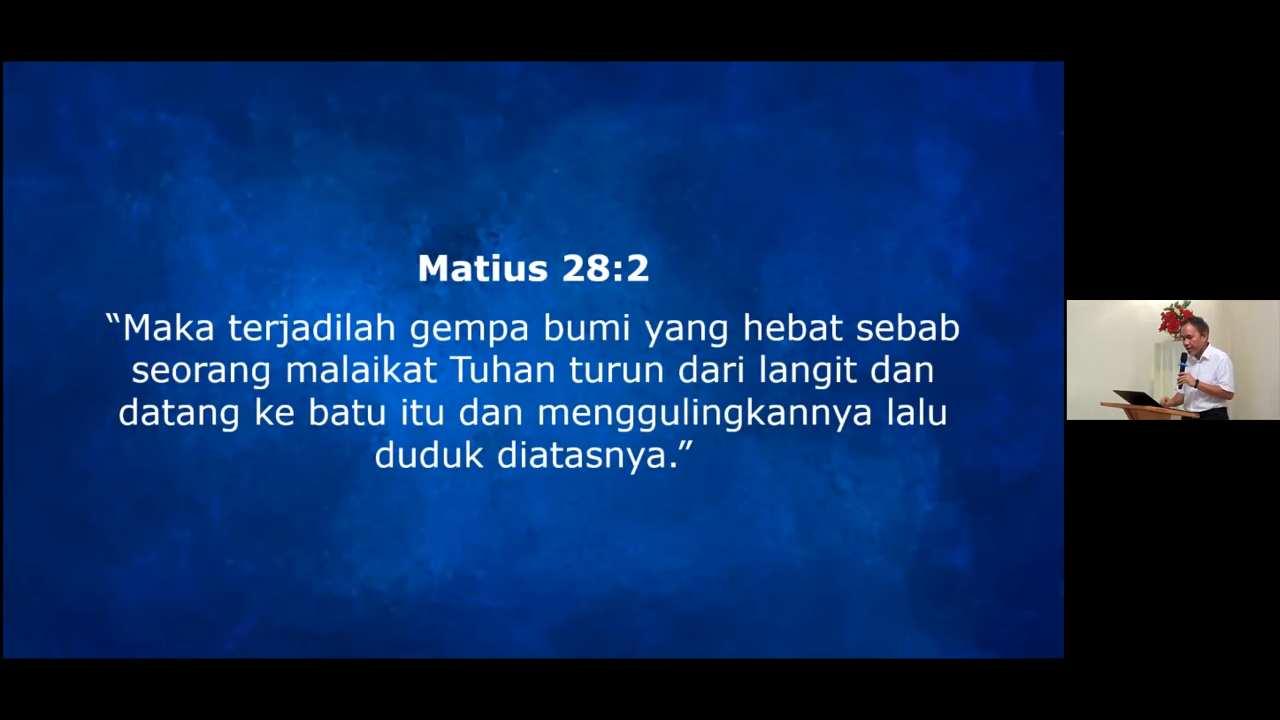 Matius 28:2
“Maka terjadilah gempa bumi yang hebat sebab
seorang malaikat Tuhan turun dari langit dan
datang ke batu itu dan menggulingkannya lalu
duduk diatasnya.”